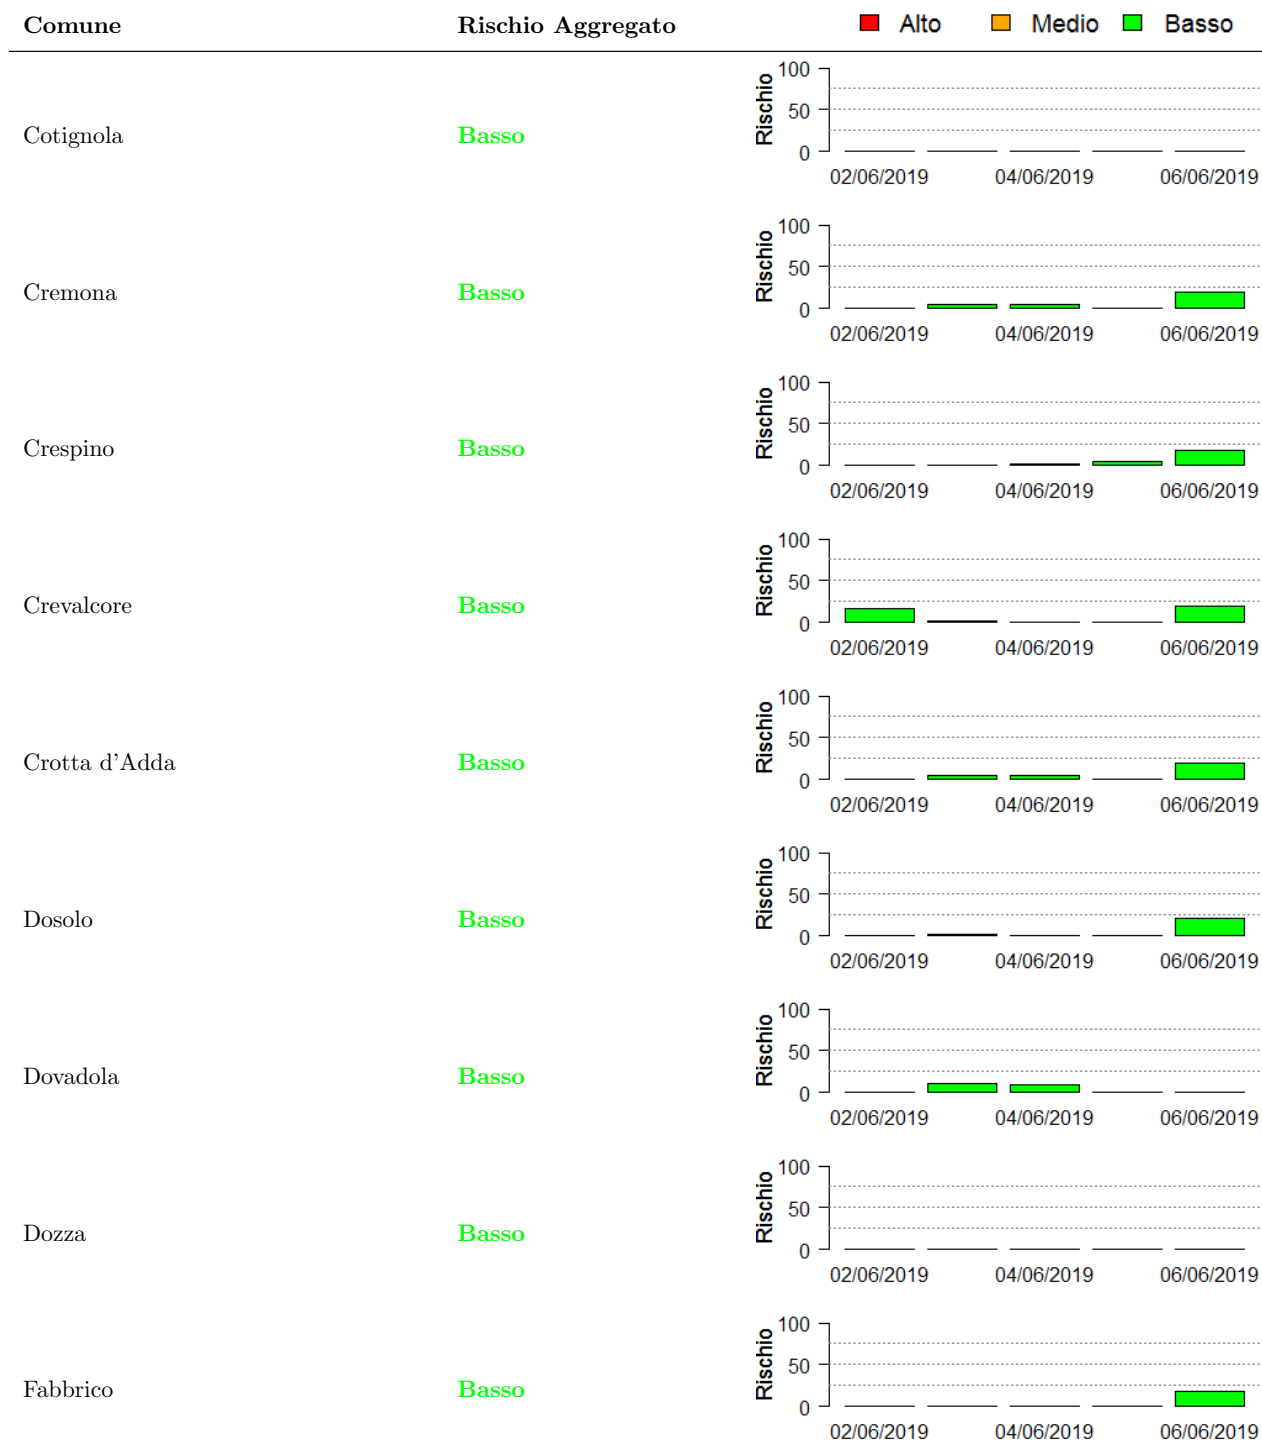 Comune Rischio Aggregato Alto Medio Basso
Cotignola Basso
Rischio
100
50
0
02/06/2019 04/06/2019 06/06/2019
Cremona Basso
Rischio
100
50
0
02/06/2019 04/06/2019 06/06/2019
Crespino Basso
Rischio
100
50
0
02/06/2019 04/06/2019 06/06/2019
Crevalcore Basso
Rischio
100
50
0
02/06/2019 04/06/2019 06/06/2019
Crotta d'Adda Basso
Rischio
100
50
0
02/06/2019 04/06/2019 06/06/2019
Dosolo Basso
Rischio
100
50
0
02/06/2019 04/06/2019 06/06/2019
Dovadola Basso
Rischio
100
50
0
02/06/2019 04/06/2019 06/06/2019
Dozza Basso
Rischio
100
50
0
02/06/2019 04/06/2019 06/06/2019
Fabbrico Basso
Rischio
100
50
0
02/06/2019 04/06/2019 06/06/2019